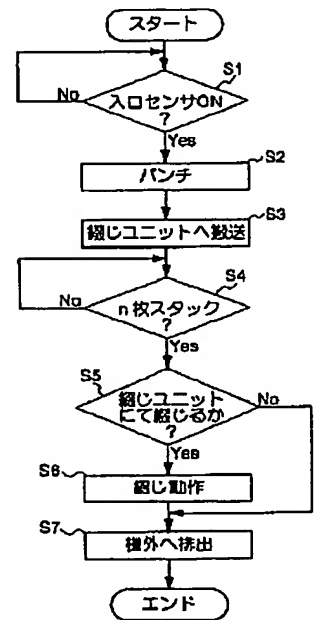 スタート
S1
No
入口センサON
?
Yes
S2
パンチ
S3
綴じユニットへ搬送
S4
No
n枚スタック
?
Yes
S5
綴じユニット
にて綴じるか
?
No
Yes
S6
綴じ動作
S7
機外へ排出
エンド